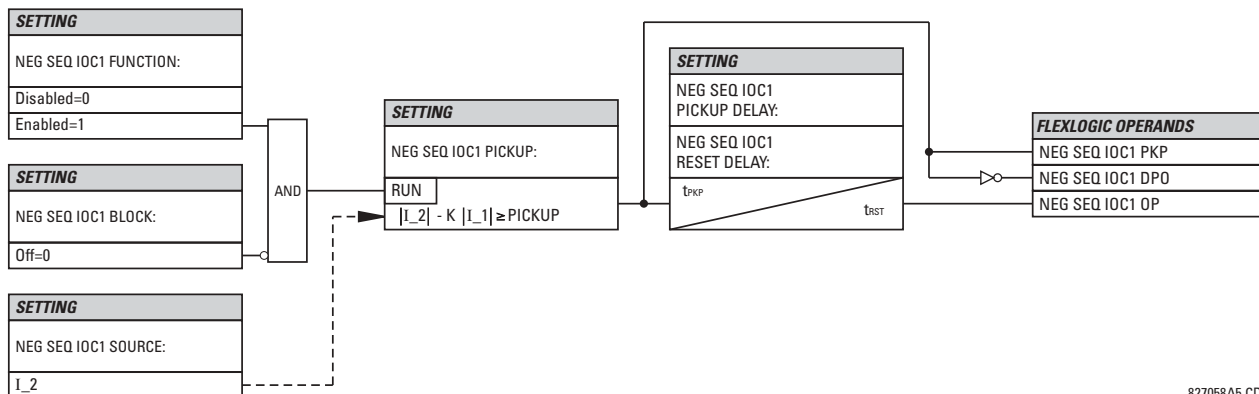 SETTING
NEG SEQ IOC1 FUNCTION:
Disabled=0
Enabled=1
SETTING
NEG SEQ IOC1 BLOCK:
Off=0
SETTING
NEG SEQ IOC1 SOURCE:
I_2
AND
SETTING
NEG SEQ IOC1 PICKUP:
RUN
|I_2| - K |I_1| ≥ PICKUP
SETTING
NEG SEQ IOC1
PICKUP DELAY:
NEG SEQ IOC1
RESET DELAY:
tPKP
tRST
FLEXLOGIC OPERANDS
NEG SEQ IOC1 PKP
NEG SEQ IOC1 DPO
NEG SEQ IOC1 OP
827058A5.CD